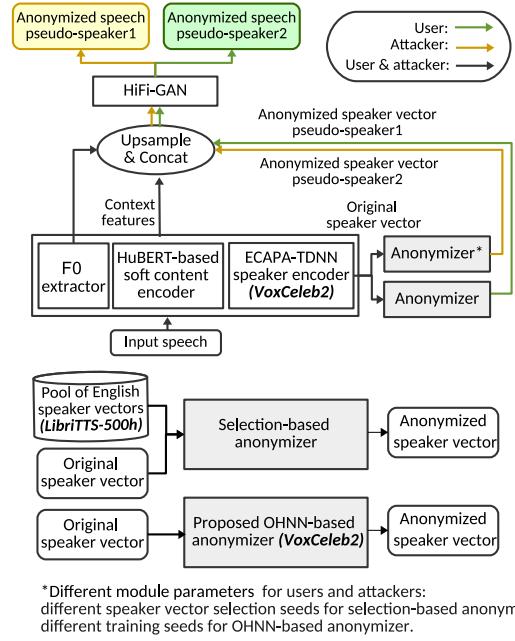 Anonymized speech
pseudo-speaker1
Anonymized speech
pseudo-speaker2
User:
Attacker:
User & attacker:
HiFi-GAN
Anonymized speaker vector
pseudo-speaker1
Upsample
& Concat
Anonymized speaker vector
pseudo-speaker2
Context
features
Original
speaker vector
F0
extractor
HuBERT-based
soft content
encoder
ECAPA-TDNN
speaker encoder
(VoxCeleb2)
Anonymizer*
Anonymizer
Input speech
Pool of English
speaker vectors
(LibriTTS-500h)
Original
speaker vector
Selection-based
anonymizer
Anonymized
speaker vector
Original
speaker vector
Proposed OHNN-based
anonymizer (VoxCeleb2)
Anonymized
speaker vector
*Different module parameters for users and attackers:
different speaker vector selection seeds for selection-based anonym
different training seeds for OHNN-based anonymizer.